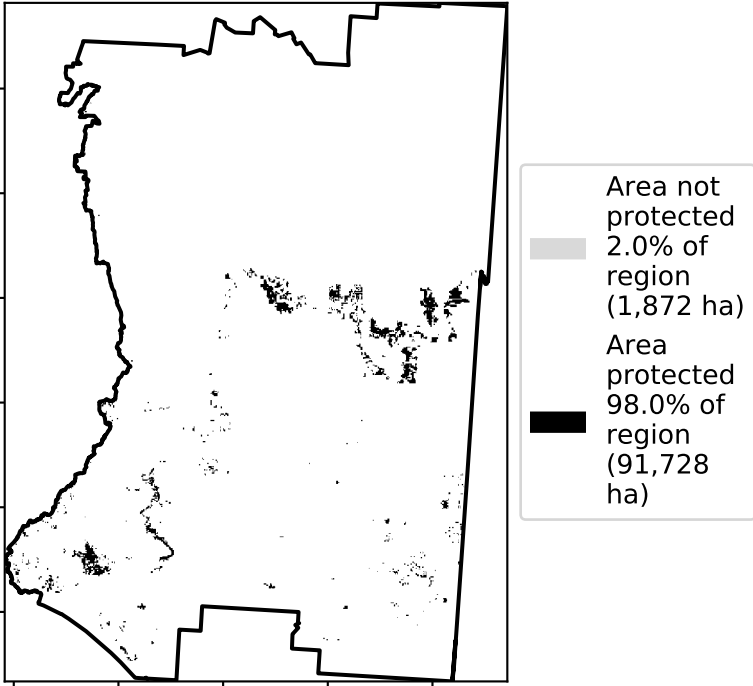 Area not
protected
2.0% of
region
(1,872 ha)
Area
protected
98.0% of
region
(91,728
ha)